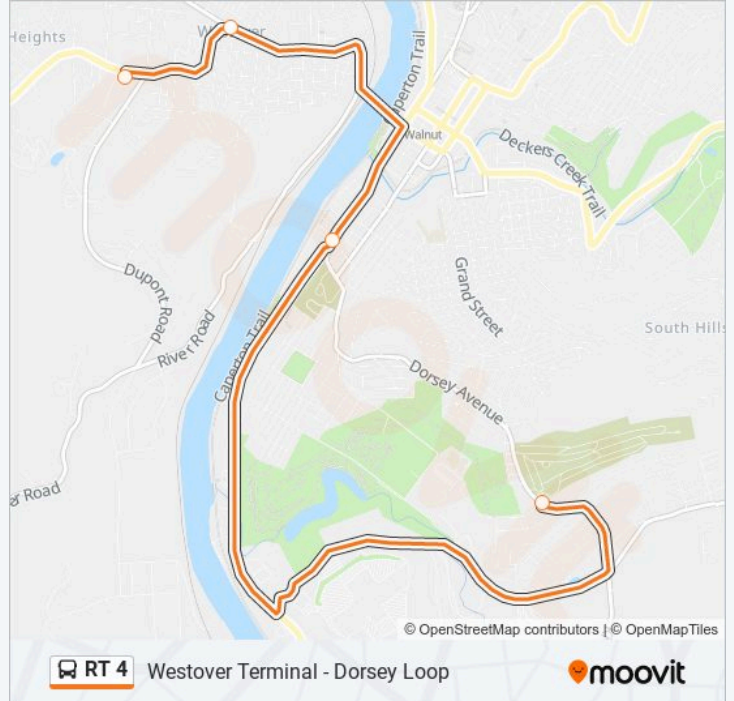 Heights
Caperton Trail
Walnut
Deckers Creek Trail
Grand Street
Dupont Road
River Road
South Hills
Caperton Trail
Dorsey Avenue
er Road
© OpenStreetMap contributors | © OpenMapTiles
RT 4 Westover Terminal - Dorsey Loop
moovit